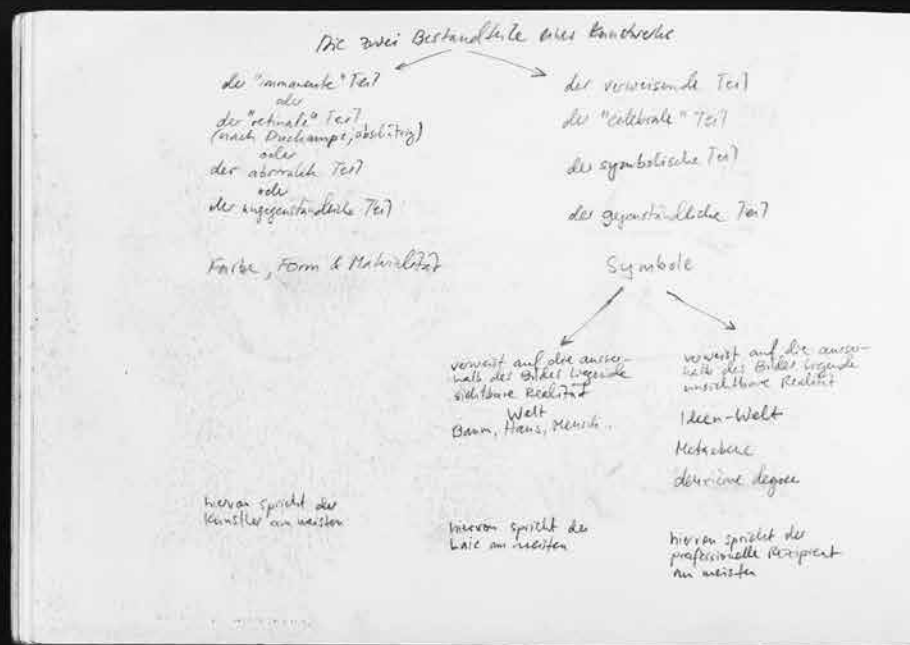 Die zwei Bestandteile eines Kunstwerks
der "immanente" Teil
oder
der "retinale" Teil
(nach Duchamps, abschätzig)
oder
der abstrakte Teil
oder
der ungegenständliche Teil
Farbe, Form & Materialität
hiervon spricht der
Künstler am meisten
der verweisende Teil
der "celebrale" Teil
der symbolische Teil
der gegenständliche Teil
Symbole
verweist auf die ausser-
halb des Bildes liegende
sichtbare Realität
Welt
Baum, Haus, Mensch.
hiervon spricht der
Laie am meisten
verweist auf die ausser-
halb des Bildes liegende
unsichtbare Realität
Ideen-Welt
Metaebene
deuxième degree
hiervon spricht der
professionelle Rezipient
am meisten